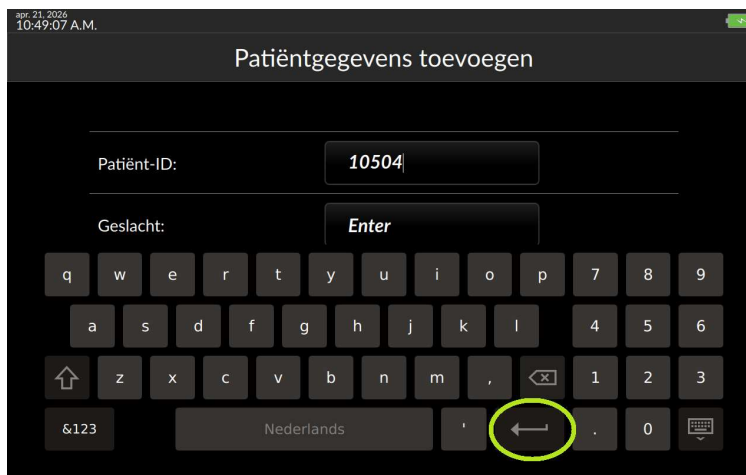 apr. 21, 2026
10:49:07 A.M.
Patiëntgegevens toevoegen
Patiënt-ID: 10504
Geslacht: Enter
q w e r t y u i o p 7 8 9
a s d f g h j k l 4 5 6
z x c v b n m , 1 2 3
&123 Nederlands ' . 0